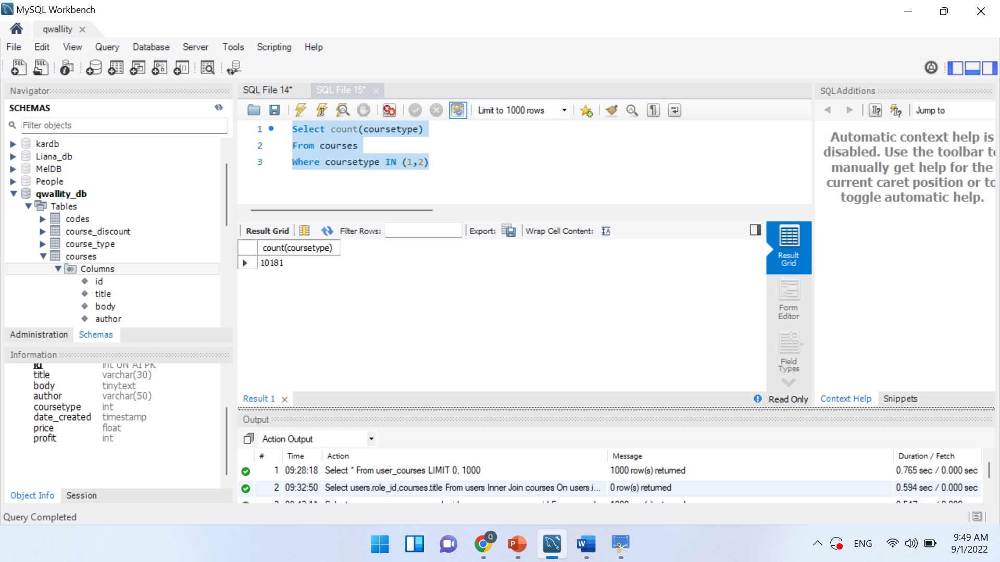 MySQL Workbench
qwallity
File Edit View Query Database Server Tools Scripting Help
Navigator
SCHEMAS
Filter objects
kardb
Liana_db
MelDB
People
qwallity_db
Tables
codes
course_discount
course_type
courses
Columns
id
title
body
author
Administration Schemas
Information
id int UN AI PK
title varchar(30)
body tinytext
author varchar(50)
coursetype int
date_created timestamp
price float
profit int
Object Info Session
Query Completed
SQL File 14* SQL File 15*
Limit to 1000 rows
1 Select count(coursetype)
2 From courses
3 Where coursetype IN (1,2)
Result Grid Filter Rows: Export: Wrap Cell Content:
count(coursetype)
10181
Result
Grid
Form
Editor
Field
Types
Result 1
Read Only
SQLAdditions
Jump to
Automatic context help is
disabled. Use the toolbar
manually get help for the
current caret position or
toggle automatic help.
Context Help Snippets
Output
Action Output
# Time Action Message Duration / Fetch
1 09:28:18 Select * From user_courses LIMIT 0, 1000 1000 row(s) returned 0.765 sec / 0.000 sec
2 09:32:50 Select users.role_id,courses.title From users Inner Join courses On users.i... 0 row(s) returned 0.594 sec / 0.000 sec
ENG
9:49 AM
9/1/2022